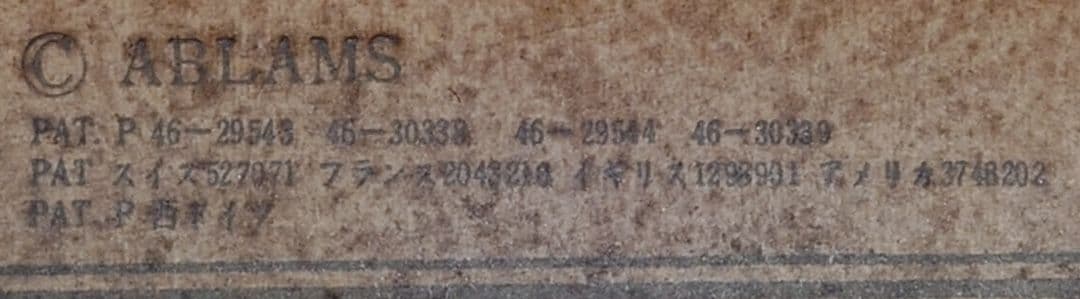 © ABLAMS
PAT. P 46-29543 46-30338 46-29544 46-30339
PAT スイス527071 フランス2043218 イギリス1298901 アメリカ3748202
PAT. P 西ドイツ